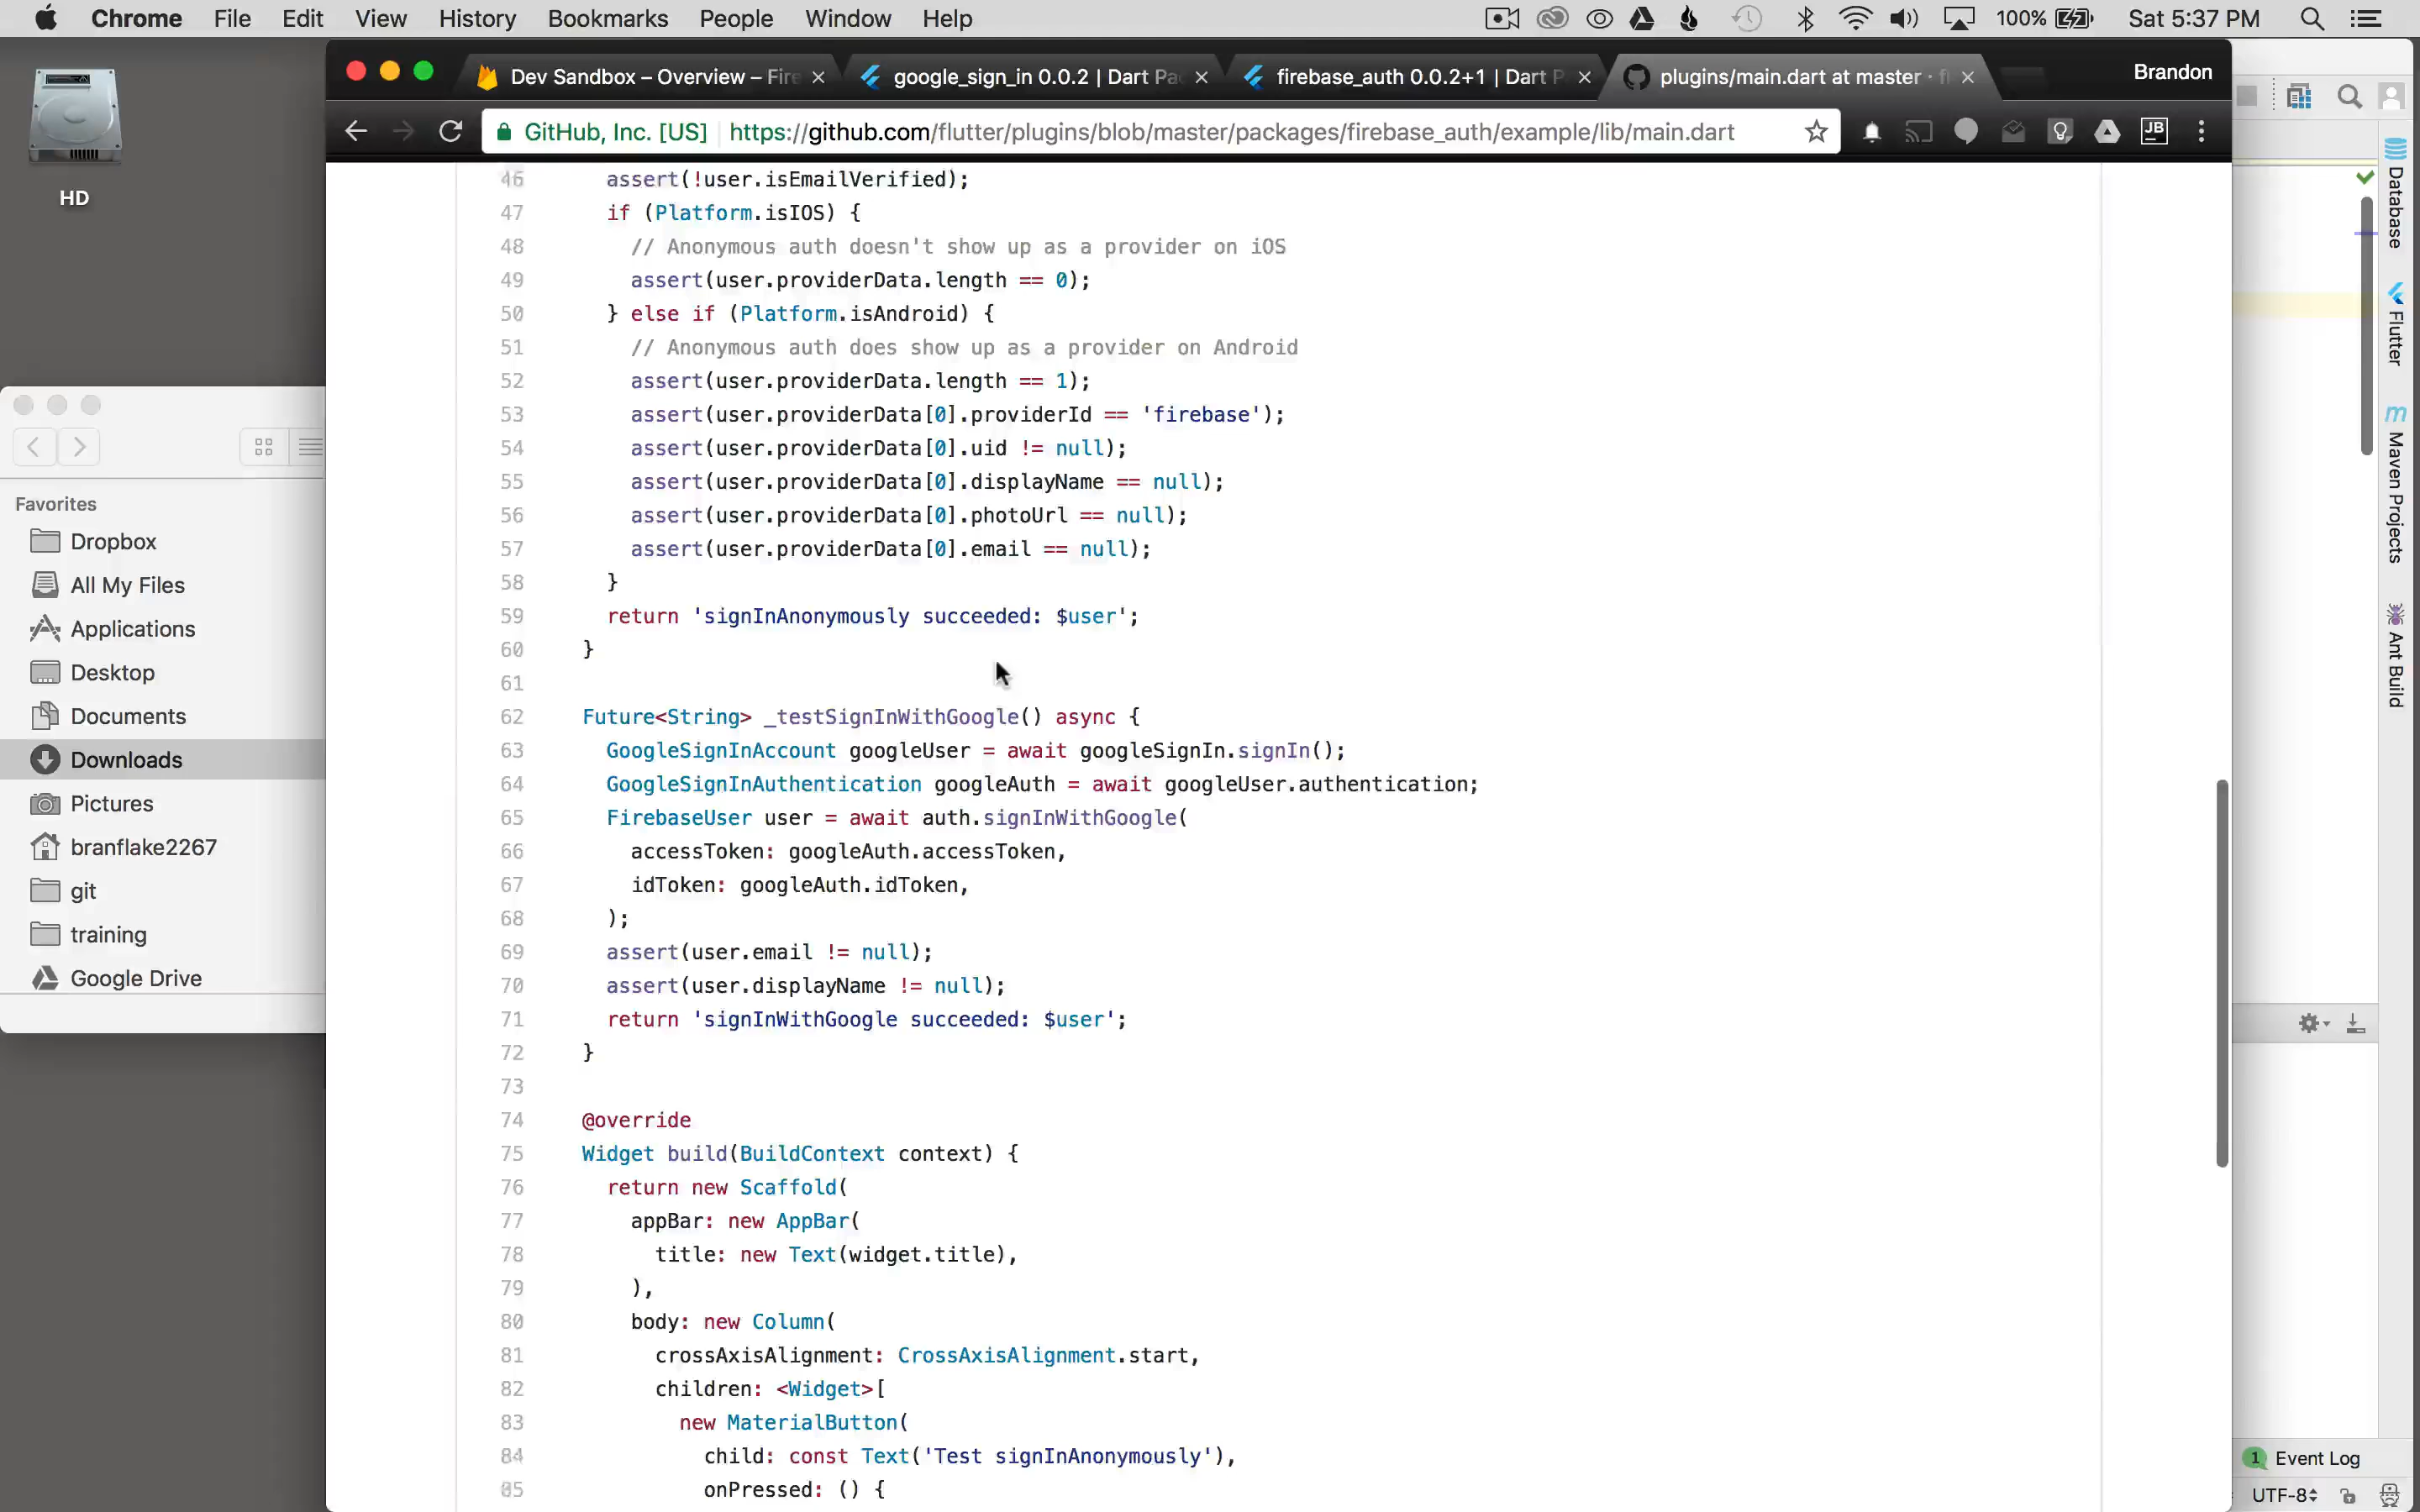 Chrome File Edit View History Bookmarks People Window Help 100% Sat 5:37 PM
HD
Dev Sandbox – Overview – Fire google_sign_in 0.0.2 | Dart Pa firebase_auth 0.0.2+1 | Dart P plugins/main.dart at master · fl Brandon
GitHub, Inc. [US] https://github.com/flutter/plugins/blob/master/packages/firebase_auth/example/lib/main.dart JB
46 assert(!user.isEmailVerified);
47 if (Platform.isIOS) {
48 // Anonymous auth doesn't show up as a provider on iOS
49 assert(user.providerData.length == 0);
50 } else if (Platform.isAndroid) {
51 // Anonymous auth does show up as a provider on Android
52 assert(user.providerData.length == 1);
53 assert(user.providerData[0].providerId == 'firebase');
54 assert(user.providerData[0].uid != null);
55 assert(user.providerData[0].displayName == null);
56 assert(user.providerData[0].photoUrl == null);
57 assert(user.providerData[0].email == null);
58 }
59 return 'signInAnonymously succeeded: $user';
60 }
61
62 Future<String> _testSignInWithGoogle() async {
63 GoogleSignInAccount googleUser = await googleSignIn.signIn();
64 GoogleSignInAuthentication googleAuth = await googleUser.authentication;
65 FirebaseUser user = await auth.signInWithGoogle(
66 accessToken: googleAuth.accessToken,
67 idToken: googleAuth.idToken,
68 );
69 assert(user.email != null);
70 assert(user.displayName != null);
71 return 'signInWithGoogle succeeded: $user';
72 }
73
74 @override
75 Widget build(BuildContext context) {
76 return new Scaffold(
77 appBar: new AppBar(
78 title: new Text(widget.title),
79 ),
80 body: new Column(
81 crossAxisAlignment: CrossAxisAlignment.start,
82 children: <Widget>[
83 new MaterialButton(
84 child: const Text('Test signInAnonymously'),
85 onPressed: () {
Favorites
Dropbox
All My Files
Applications
Desktop
Documents
Downloads
Pictures
branflake2267
git
training
Google Drive
Database
Flutter
m Maven Projects
Ant Build
1 Event Log
UTF-8